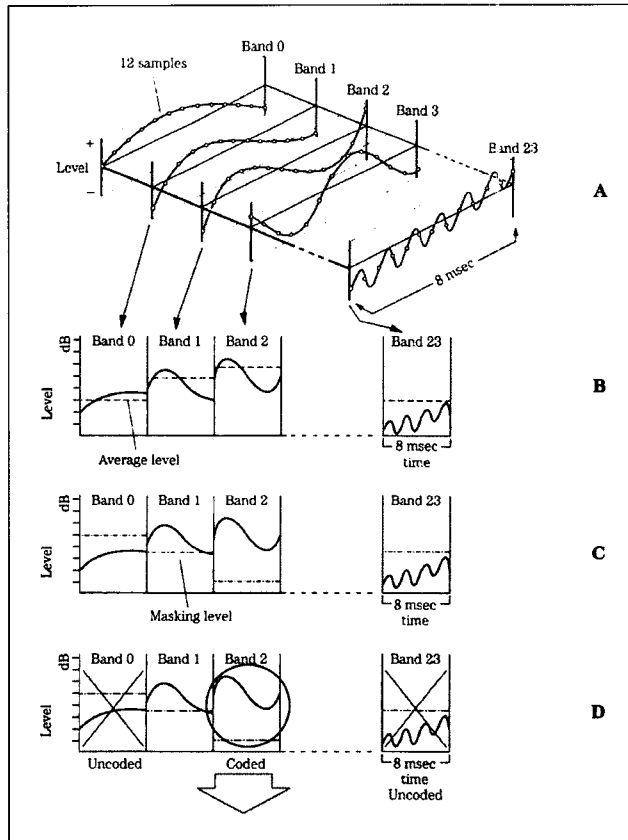 Band 0
12 samples
Band 1
Band 2
Band 3
Band 23
+
Level
−
A
8 msec
dB
Band 0
Band 1
Band 2
Band 23
Level
B
Average level
8 msec
time
dB
Band 0
Band 1
Band 2
Band 23
Level
C
Masking level
8 msec
time
dB
Band 0
Band 1
Band 2
Band 23
Level
D
Uncoded
Coded
8 msec
time
Uncoded